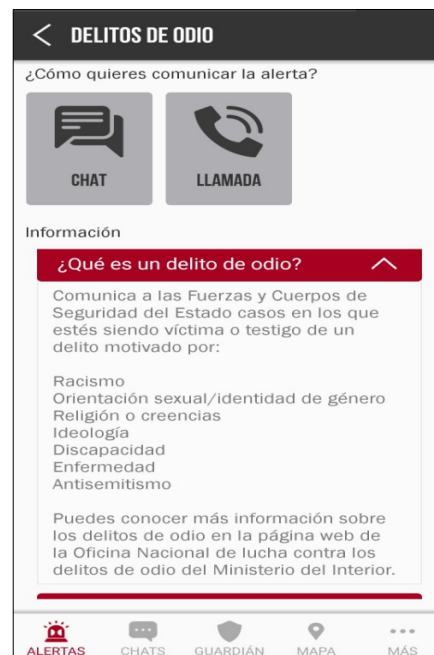 DELITOS DE ODIO
¿Cómo quieres comunicar la alerta?
CHAT
LLAMADA
Información
¿Qué es un delito de odio?
Comunica a las Fuerzas y Cuerpos de
Seguridad del Estado casos en los que
estés siendo víctima o testigo de un
delito motivado por:
Racismo
Orientación sexual/identidad de género
Religión o creencias
Ideología
Discapacidad
Enfermedad
Antisemitismo
Puedes conocer más información sobre
los delitos de odio en la página web de
la Oficina Nacional de lucha contra los
delitos de odio del Ministerio del Interior.
ALERTAS
CHATS
GUARDIÁN
MAPA
MÁS